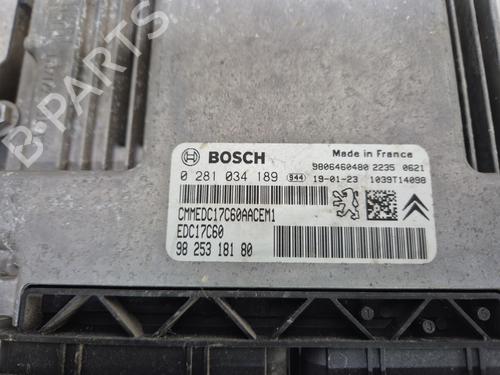 BOSCH
Made in France
9806460480 2235 0621
0 281 034 189 944
19-01-23 1039T14098
CMMEDC17C60AACEM1
EDC17C60
98 253 181 80
B-PARTS